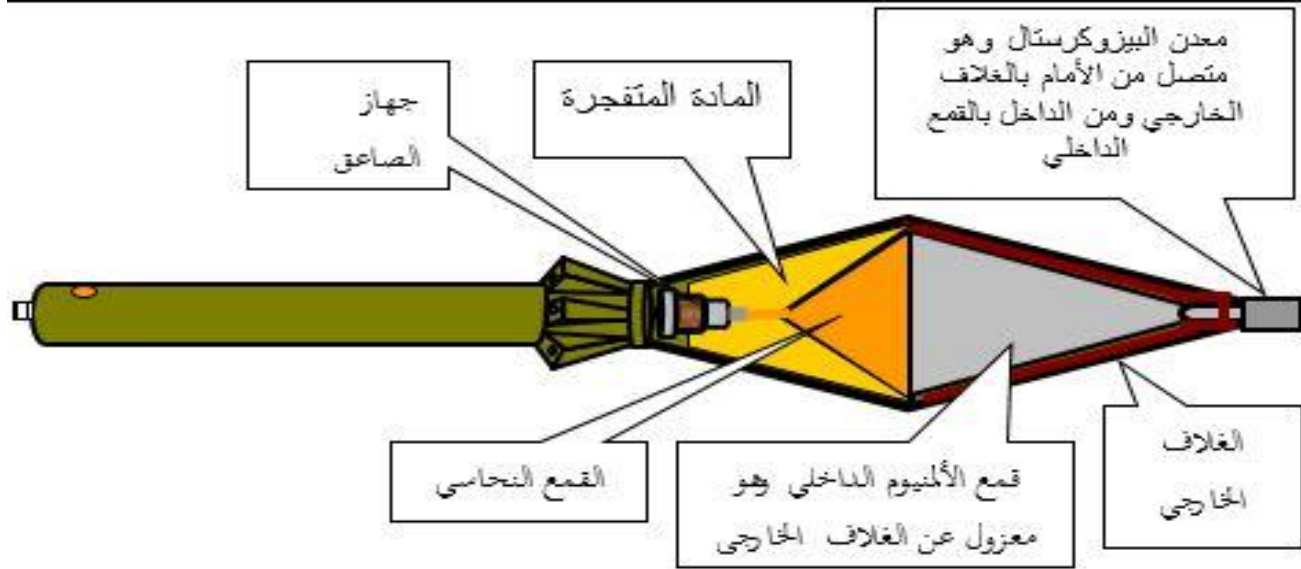 معدن البيزوكرستال وهو
متصل من الأمام بالغلاف
الخارجي ومن الداخل بالقمع
الداخلي
المادة المتفجرة
جهاز
الصاعق
القمع النحاسي
قمع الألمنيوم الداخلي وهو
معزول عن الغلاف الخارجي
الغلاف
الخارجي